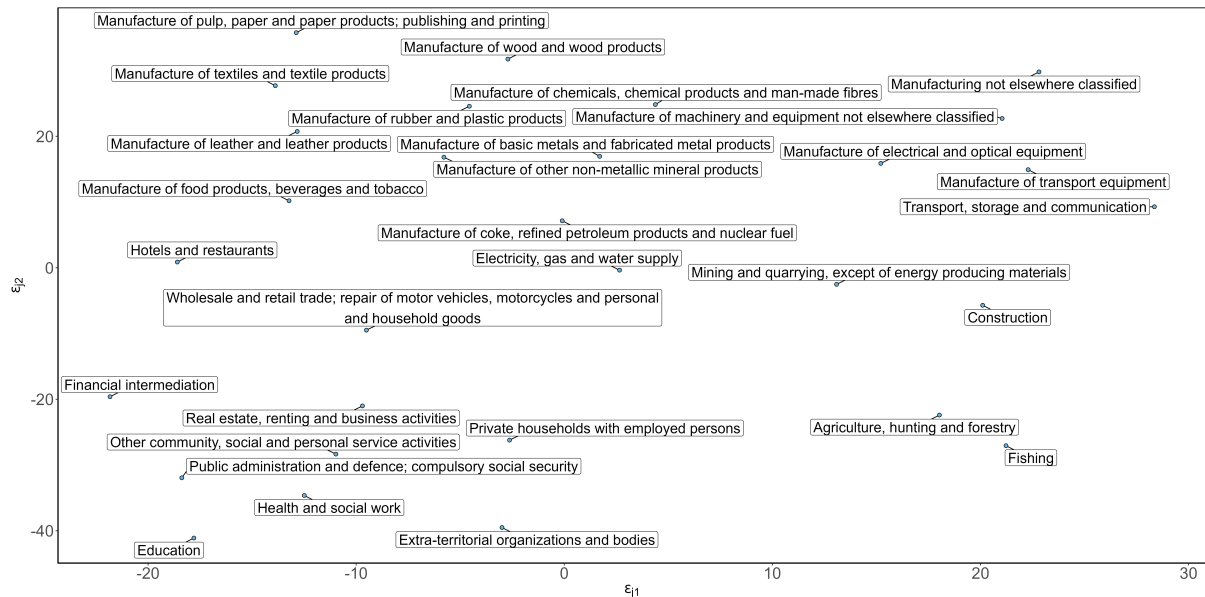 Manufacture of pulp, paper and paper products; publishing and printing
Manufacture of wood and wood products
Manufacture of textiles and textile products
Manufacturing not elsewhere classified
Manufacture of chemicals, chemical products and man-made fibres
Manufacture of rubber and plastic products
Manufacture of machinery and equipment not elsewhere classified
20
Manufacture of leather and leather products
Manufacture of basic metals and fabricated metal products
Manufacture of electrical and optical equipment
Manufacture of other non-metallic mineral products
Manufacture of transport equipment
Manufacture of food products, beverages and tobacco
Transport, storage and communication
Manufacture of coke, refined petroleum products and nuclear fuel
Hotels and restaurants
Electricity, gas and water supply
0
Mining and quarrying, except of energy producing materials
εj2
Wholesale and retail trade; repair of motor vehicles, motorcycles and personal
and household goods
Construction
Financial intermediation
-20
Real estate, renting and business activities
Private households with employed persons
Agriculture, hunting and forestry
Other community, social and personal service activities
Fishing
Public administration and defence; compulsory social security
Health and social work
-40
Extra-territorial organizations and bodies
Education
-20
-10
0
10
20
30
εj1